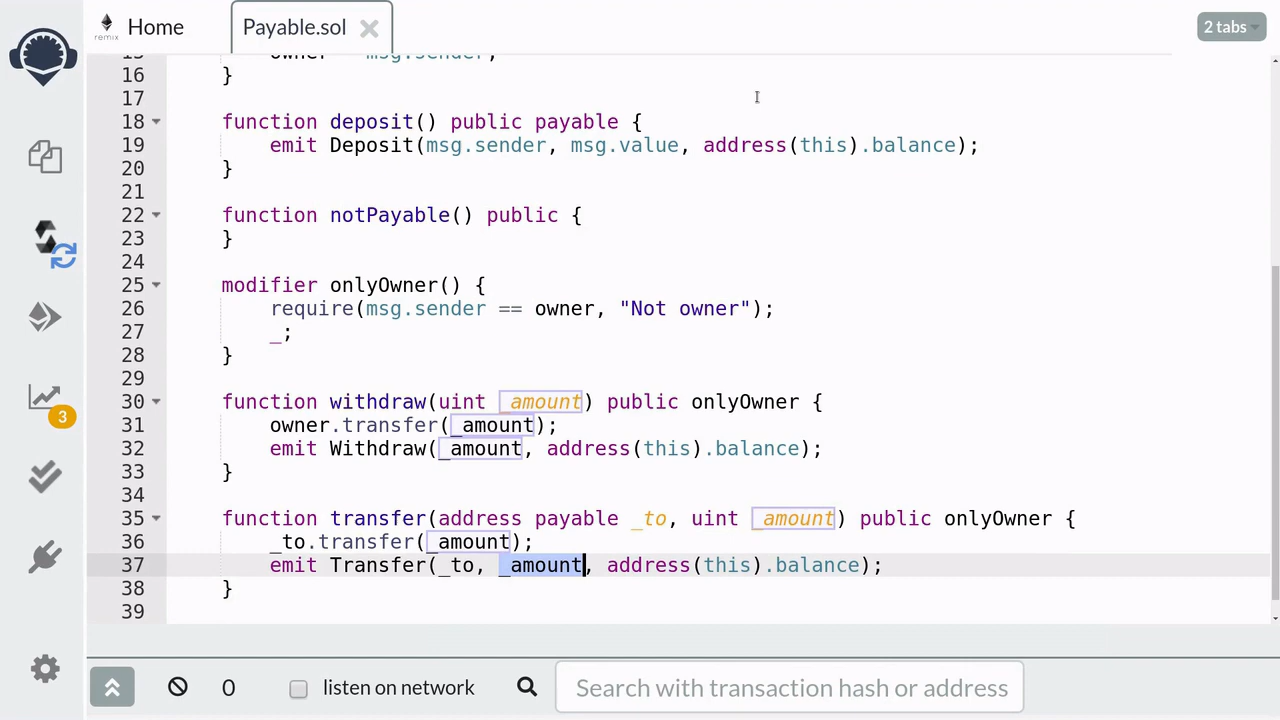 remix
Home
Payable.sol
2 tabs
15 owner = msg.sender;
16 }
17
18 function deposit() public payable {
19 emit Deposit(msg.sender, msg.value, address(this).balance);
20 }
21
22 function notPayable() public {
23 }
24
25 modifier onlyOwner() {
26 require(msg.sender == owner, "Not owner");
27 _;
28 }
29
30 function withdraw(uint _amount) public onlyOwner {
31 owner.transfer(_amount);
32 emit Withdraw(_amount, address(this).balance);
33 }
34
35 function transfer(address payable _to, uint _amount) public onlyOwner {
36 _to.transfer(_amount);
37 emit Transfer(_to, _amount, address(this).balance);
38 }
39
3
0
listen on network
Search with transaction hash or address